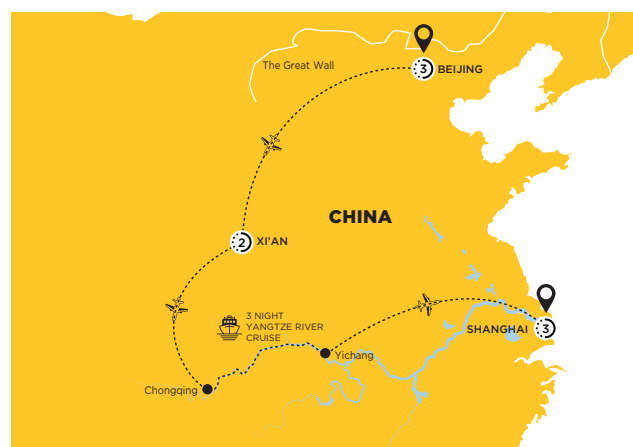 The Great Wall
3 BEIJING
CHINA
2 XI'AN
3 NIGHT
YANGTZE RIVER
CRUISE
SHANGHAI 3
Yichang
Chongqing